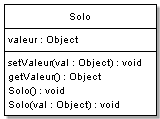 Solo
valeur : Object
setValeur(val : Object) : void
getValeur() : Object
Solo() : void
Solo(val : Object) : void